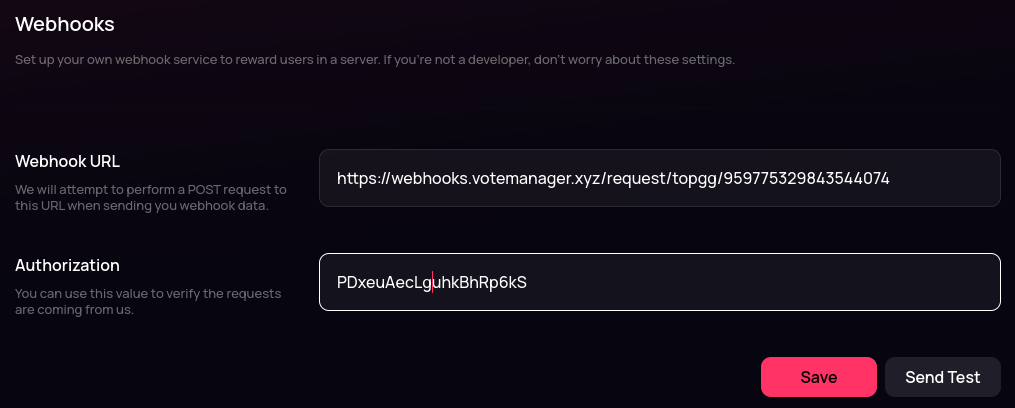 Webhooks
Set up your own webhook service to reward users in a server. If you're not a developer, don't worry about these settings.
Webhook URL
https://webhooks.votemanager.xyz/request/topgg/959775329843544074
We will attempt to perform a POST request to
this URL when sending you webhook data.
Authorization
PDxeuAecLguhkBhRp6kS
You can use this value to verify the requests
are coming from us.
Save
Send Test